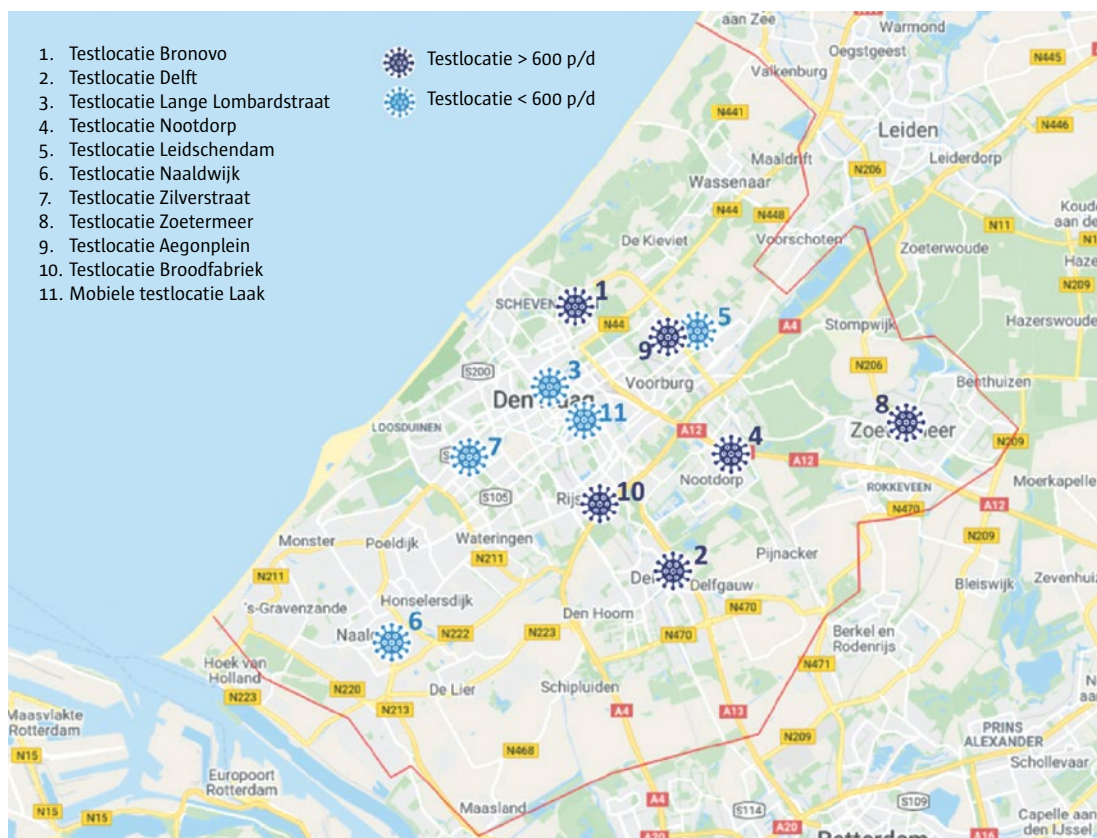 1. Testlocatie Bronovo
2. Testlocatie Delft
3. Testlocatie Lange Lombardstraat
4. Testlocatie Nootdorp
5. Testlocatie Leidschendam
6. Testlocatie Naaldwijk
7. Testlocatie Zilverstraat
8. Testlocatie Zoetermeer
9. Testlocatie Aegonplein
10. Testlocatie Broodfabriek
11. Mobiele testlocatie Laak
Testlocatie > 600 p/d
Testlocatie < 600 p/d
aan Zee
Warmond
Oegstgeest
Valkenburg
N445
N441
Leiden
N446
Maaldrift
Leiderdorp
N206
Wassenaar
N44
N448
N11
De Kieviet
Voorschoten
Zoeterwoude
N209
1
N44
A4
Stompwijk
Hazerswoude
5
9
N206
S200
3
Voorburg
Benthuizen
11
8
LOOSDUINEN
A12
4
N209
7
A12
Moerkapelle
S105
10
Nootdorp
ROKKEVEEN
N470
A12
Monster
Poeldijk
Wateringen
N211
2
Pijnacker
N209
N211
Delfgauw
Bleiswijk
's-Gravenzande
Honselersdijk
Den Hoorn
N470
6
N222
N223
N470
Berkel en
Rodenrijs
Hoek van
Holland
N471
N223
N220
De Lier
Schipluiden
N213
A4
A13
Maasvlakte
Rotterdam
N209
PRINS
ALEXANDER
N15
N468
Schollevaar
Europoort
Rotterdam
Maasland
A4
S109
N15
N15
S114
Capelle aan
den IJssel
A20
A20
Rotterdam